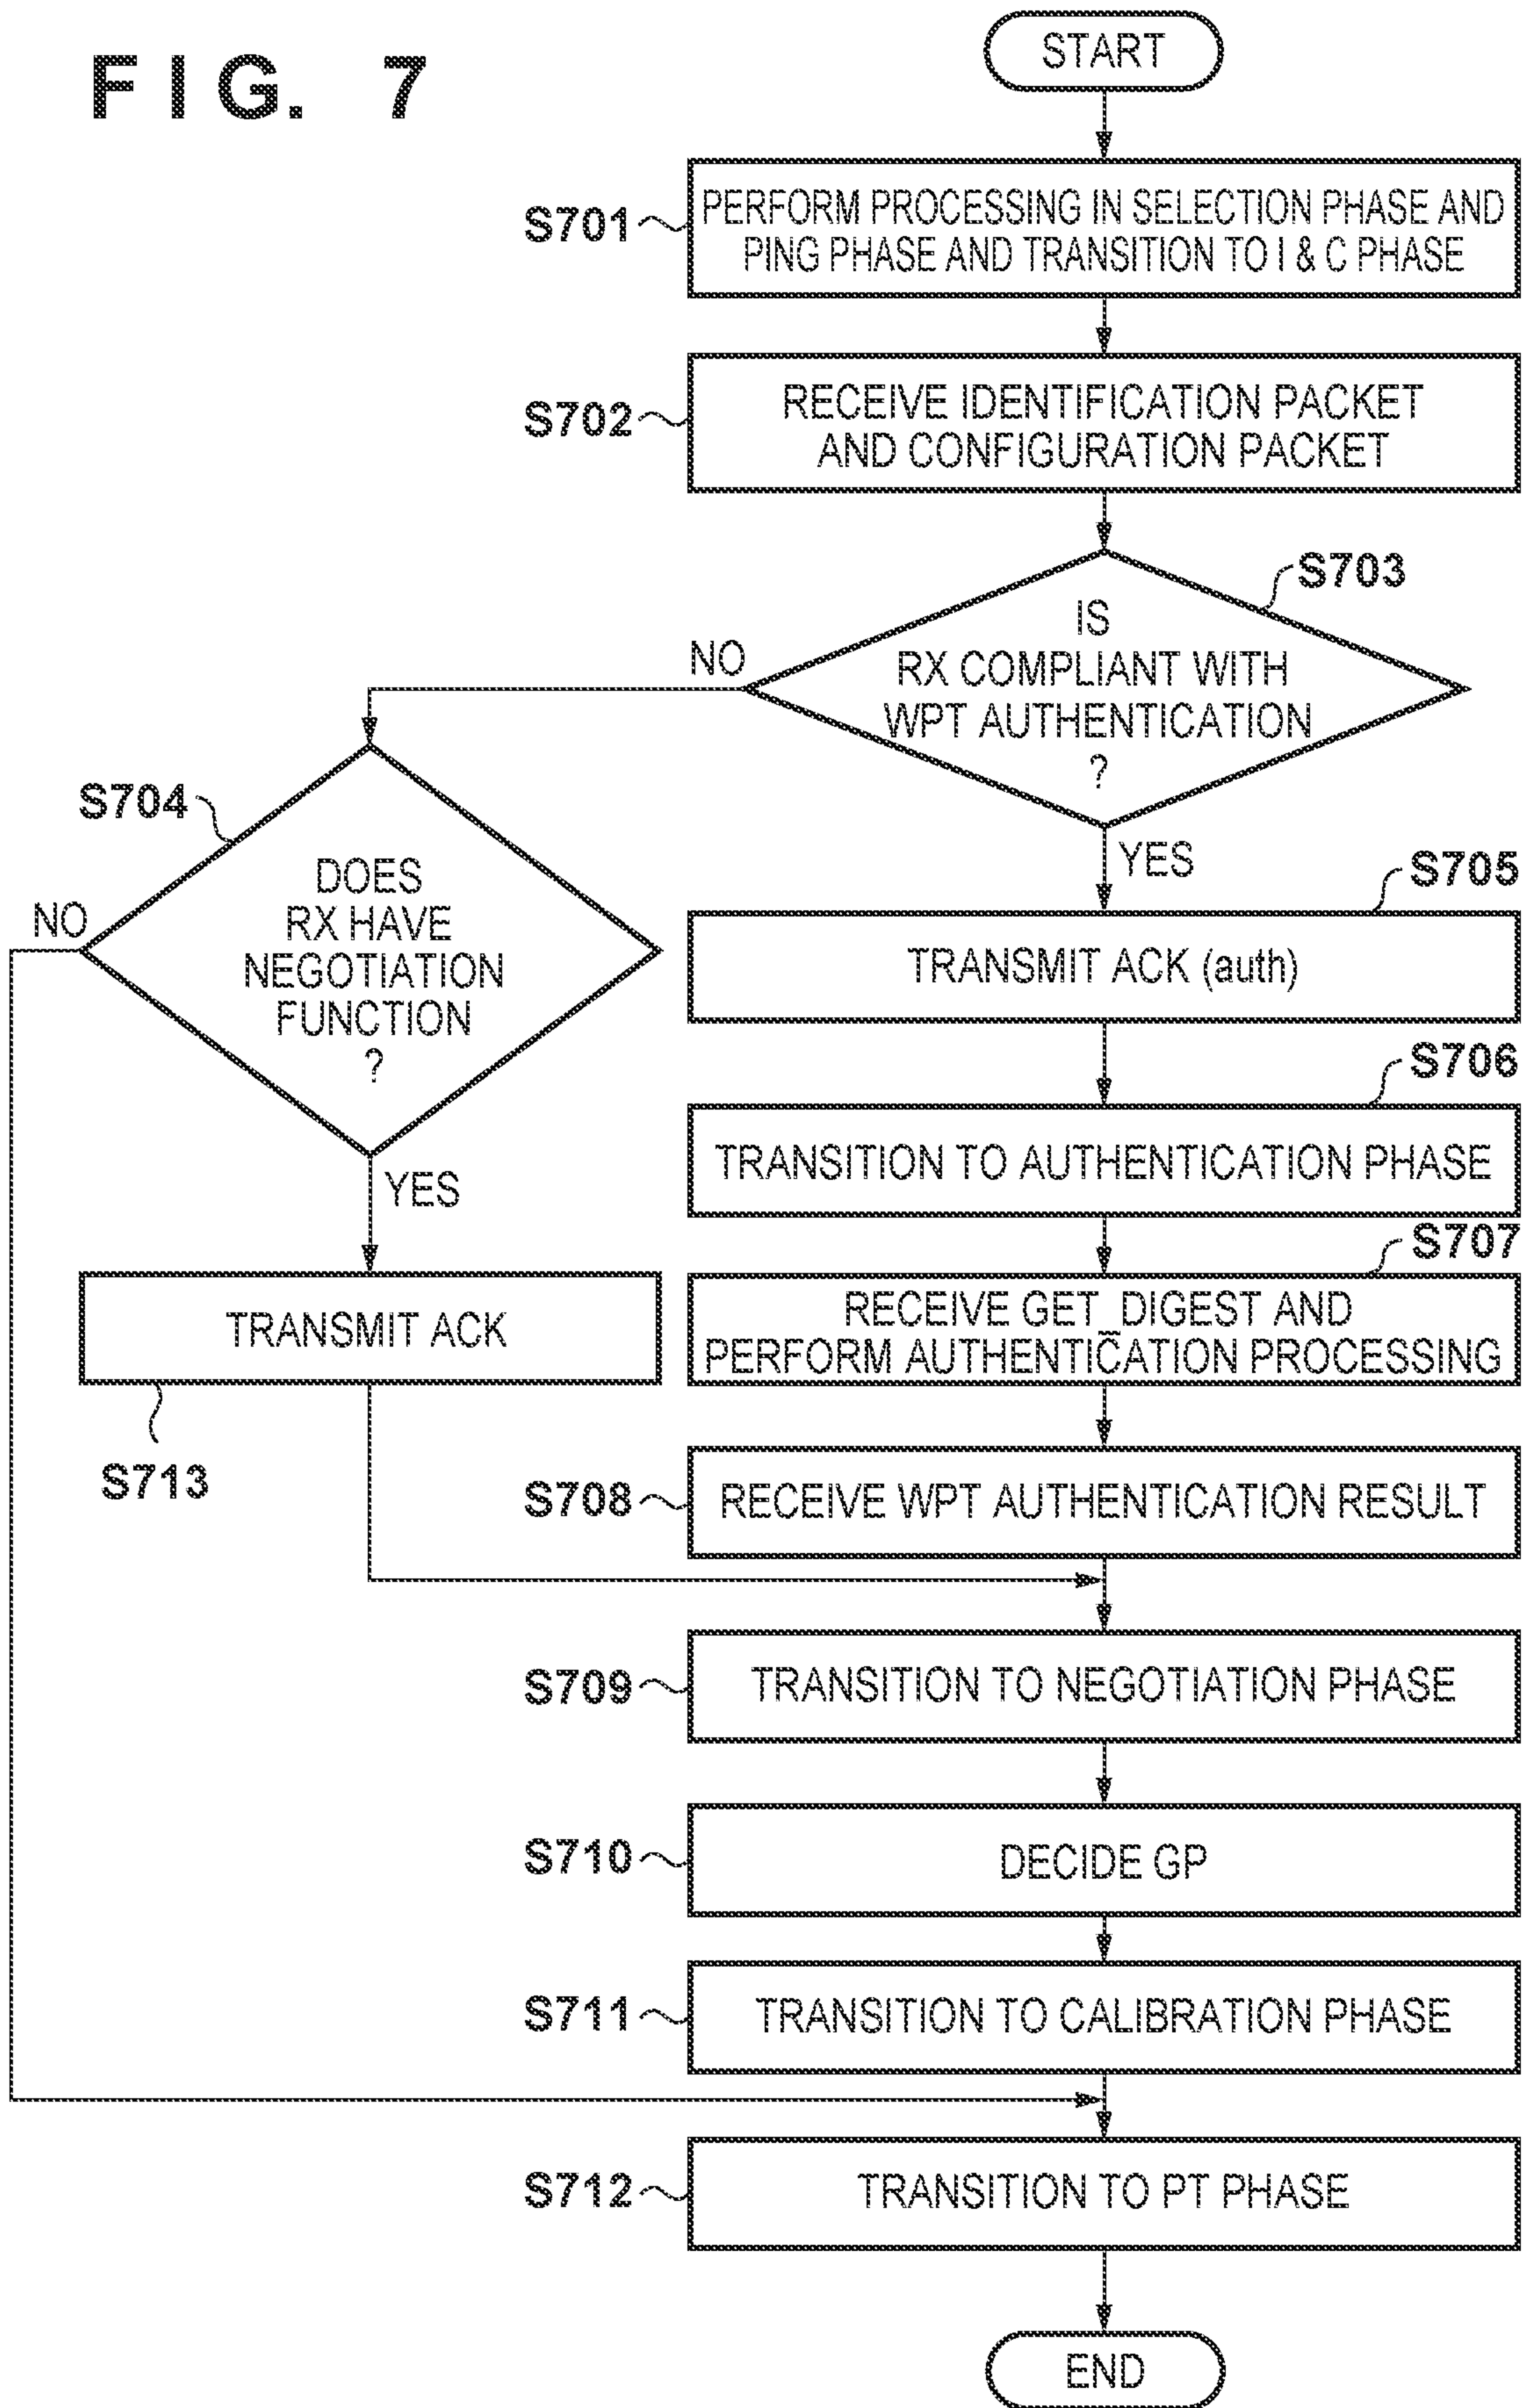 FIG. 7
START
S701
PERFORM PROCESSING IN SELECTION PHASE AND
PING PHASE AND TRANSITION TO I & C PHASE
S702
RECEIVE IDENTIFICATION PACKET
AND CONFIGURATION PACKET
S703
IS
RX COMPLIANT WITH
WPT AUTHENTICATION
?
NO
YES
S704
DOES
RX HAVE
NEGOTIATION
FUNCTION
?
NO
YES
S705
TRANSMIT ACK (auth)
S706
TRANSITION TO AUTHENTICATION PHASE
S707
RECEIVE GET_DIGEST AND
PERFORM AUTHENTICATION PROCESSING
TRANSMIT ACK
S713
S708
RECEIVE WPT AUTHENTICATION RESULT
S709
TRANSITION TO NEGOTIATION PHASE
S710
DECIDE GP
S711
TRANSITION TO CALIBRATION PHASE
S712
TRANSITION TO PT PHASE
END